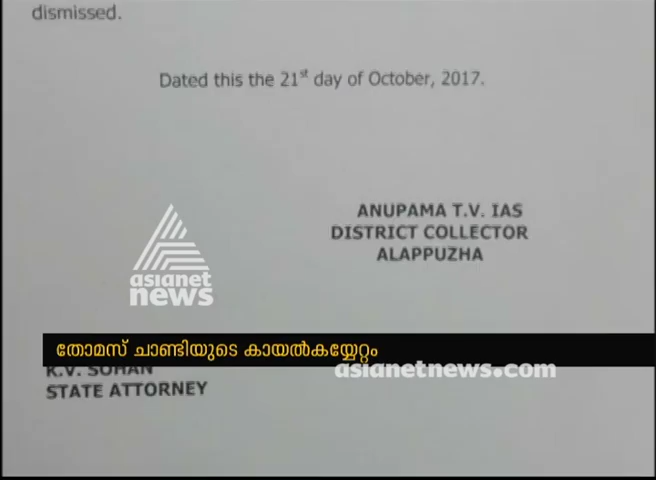 dismissed.
Dated this the 21st day of October, 2017.
ANUPAMA T.V. IAS
DISTRICT COLLECTOR
ALAPPUZHA
asianet
news
തോമസ് ചാണ്ടിയുടെ കായൽകയ്യേറ്റം
K.V. SOHAN
asianetnews.com
STATE ATTORNEY